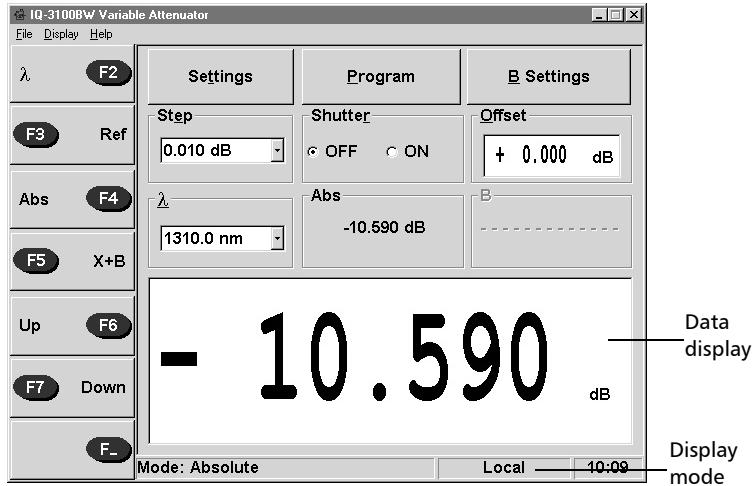 IQ-3100BW Variable Attenuator
File Display Help
λ F2
F3 Ref
Abs F4
F5 X+B
Up F6
F7 Down
F_
Settings Program B Settings
Step
0.010 dB
Shutter
OFF ON
Offset
+ 0.000 dB
λ
1310.0 nm
Abs
-10.590 dB
B
- 10.590 dB
Mode: Absolute Local 10:09
Data
display
Display
mode